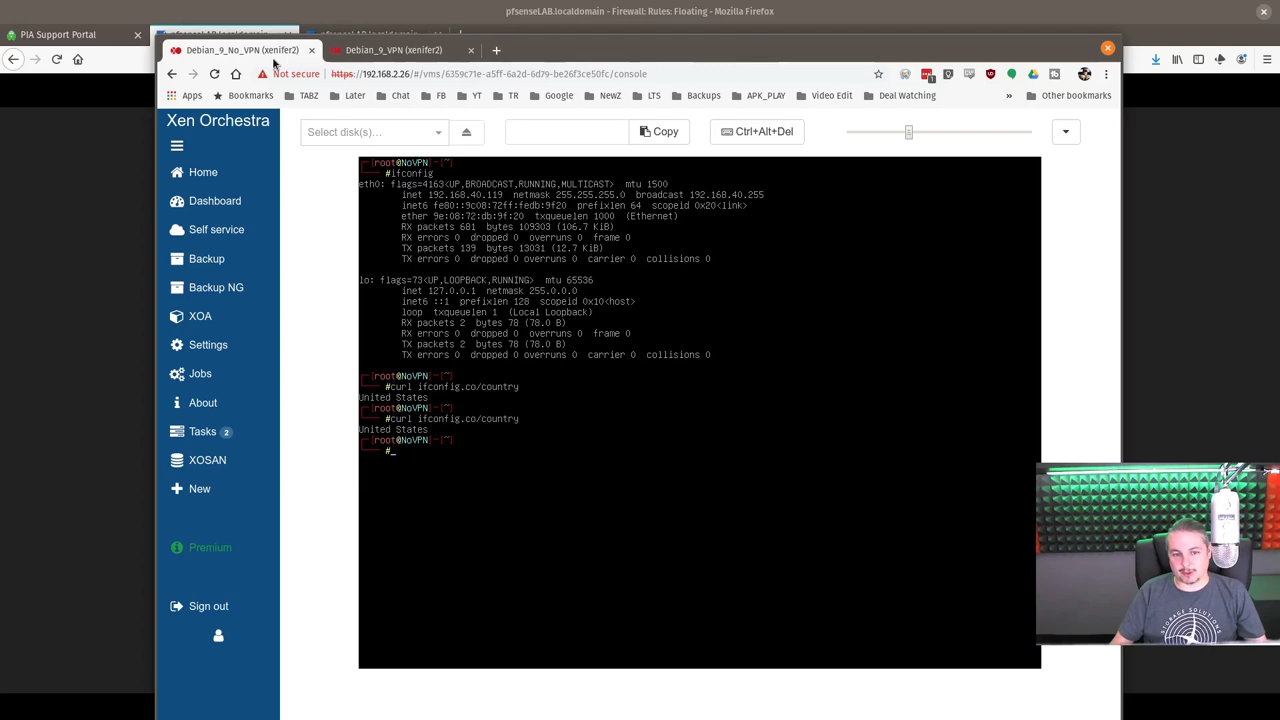 pfsenseLAB.localdomain - Firewall: Rules: Floating - Mozilla Firefox
PIA Support Portal
Debian_9_No_VPN (xenifer2)
Debian_9_VPN (xenifer2)
Not secure
https://192.168.2.26/#/vms/6359c71e-a5ff-6a2d-6d79-be26f3ce50fc/console
Apps
Bookmarks
TABZ
Later
Chat
FB
YT
TR
Google
NewZ
LTS
Backups
APK_PLAY
Video Edit
Deal Watching
»
Other bookmarks
Xen Orchestra
Home
Dashboard
Self service
Backup
Backup NG
XOA
Settings
Jobs
About
Tasks 2
XOSAN
New
Premium
Sign out
Select disk(s)…
Copy
Ctrl+Alt+Del
[root@NoVPN]-[~]
#ifconfig
eth0: flags=4163<UP,BROADCAST,RUNNING,MULTICAST>  mtu 1500
inet 192.168.40.119  netmask 255.255.255.0  broadcast 192.168.40.255
inet6 fe80::9c08:72ff:fedb:9f20  prefixlen 64  scopeid 0x20<link>
ether 9e:08:72:db:9f:20  txqueuelen 1000  (Ethernet)
RX packets 681  bytes 109303 (106.7 KiB)
RX errors 0  dropped 0  overruns 0  frame 0
TX packets 139  bytes 13031 (12.7 KiB)
TX errors 0  dropped 0 overruns 0  carrier 0  collisions 0
lo: flags=73<UP,LOOPBACK,RUNNING>  mtu 65536
inet 127.0.0.1  netmask 255.0.0.0
inet6 ::1  prefixlen 128  scopeid 0x10<host>
loop  txqueuelen 1  (Local Loopback)
RX packets 2  bytes 78 (78.0 B)
RX errors 0  dropped 0  overruns 0  frame 0
TX packets 2  bytes 78 (78.0 B)
TX errors 0  dropped 0 overruns 0  carrier 0  collisions 0
[root@NoVPN]-[~]
#curl ifconfig.co/country
United States
[root@NoVPN]-[~]
#curl ifconfig.co/country
United States
[root@NoVPN]-[~]
#_
STORAGE SOLUTIONS